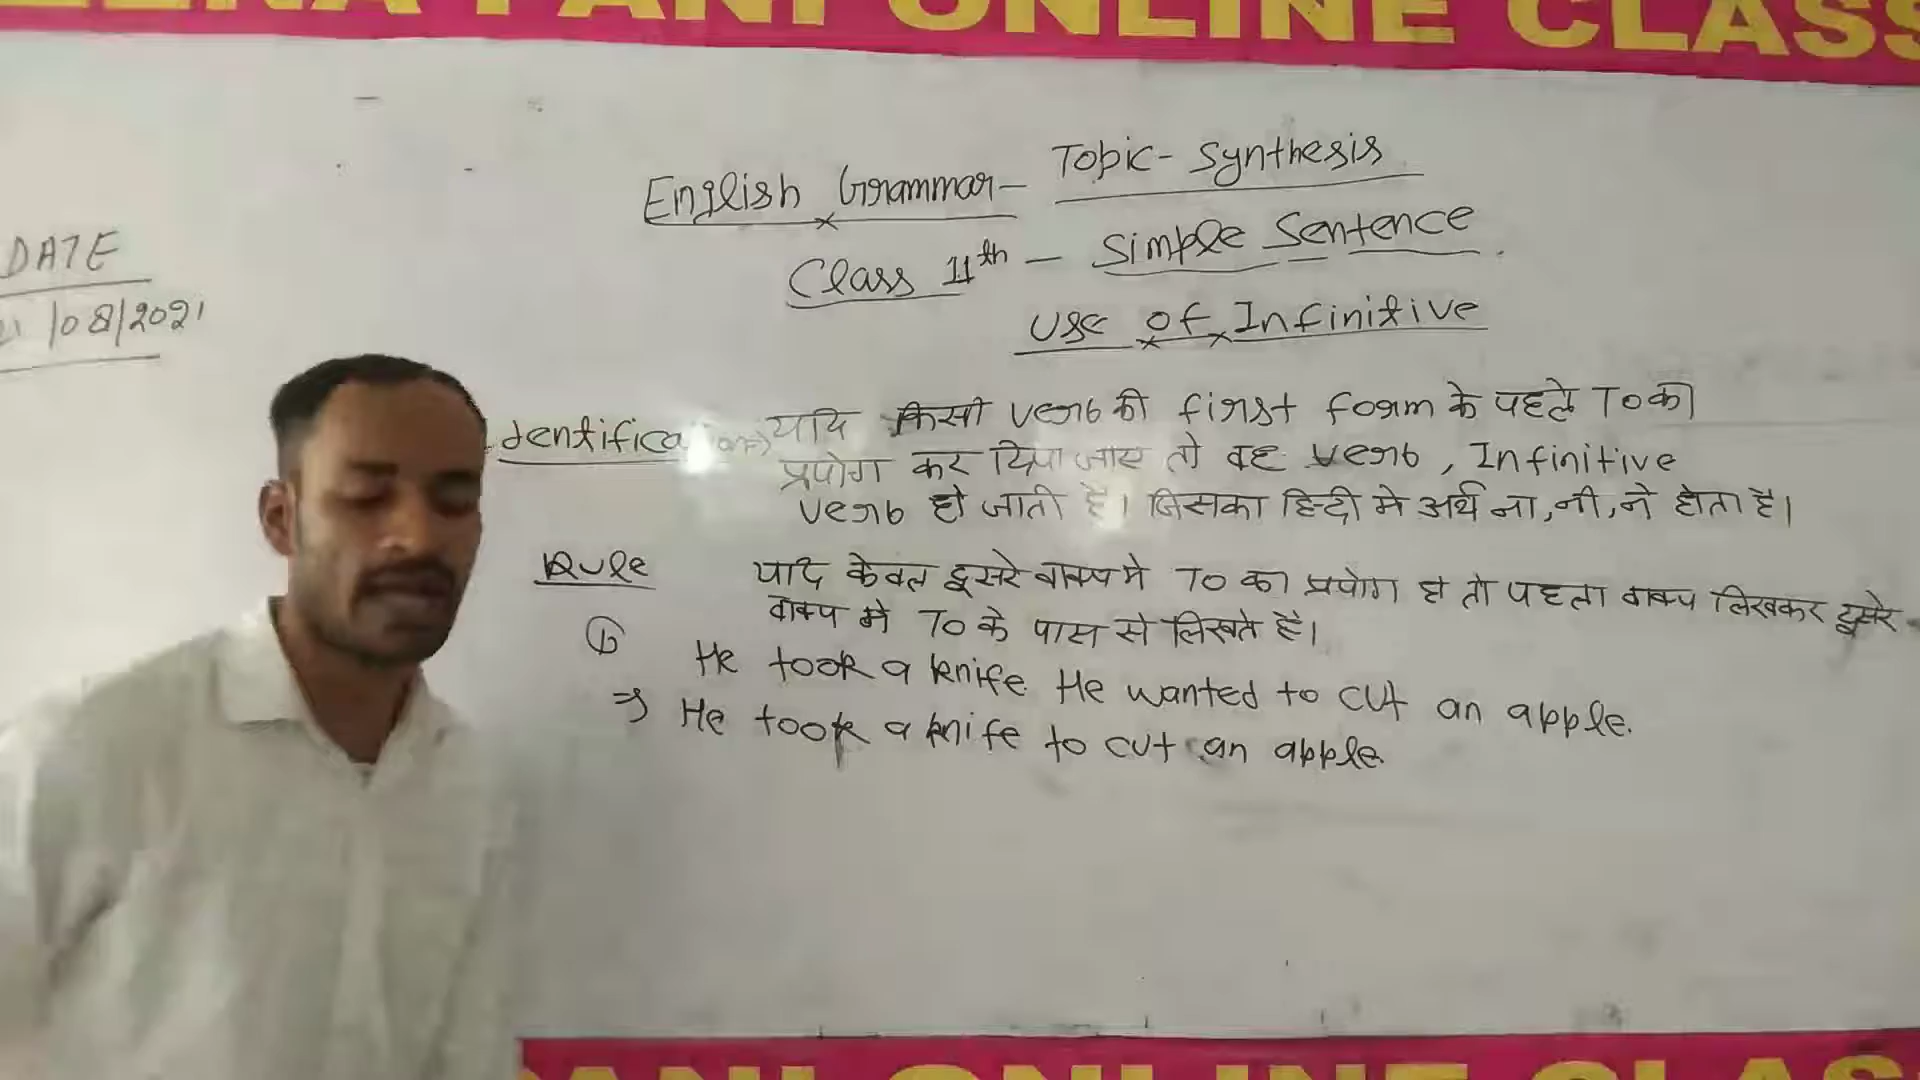 PANI ONLINE CLASS
English Grammar- Topic- Synthesis
Class 11th - Simple Sentence
Use of Infinitive
DATE
/08/2021
यदि किसी verb की first form के पहले To का
प्रयोग कर दिया जाए तो वह verb, Infinitive
verb हो जाती है। जिसका हिन्दी मे अर्थ ना, नी, ने होता है।
Rule यदि केवल दूसरे वाक्य मे To का प्रयोग हो तो पहला वाक्य लिखकर दूसरे
वाक्य मे To के पास से लिखते है।
① He took a knife. He wanted to cut an apple.
⇒ He took a knife to cut an apple.
PANI ONLINE CLAS